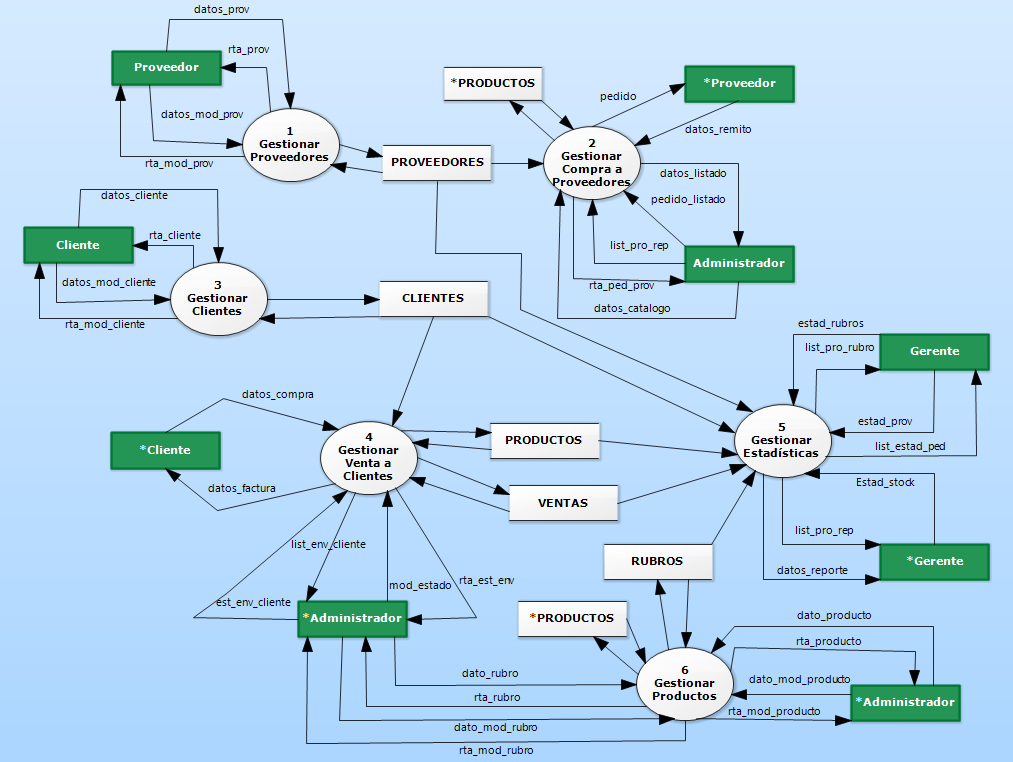 datos_prov
rta_prov
Proveedor
datos_mod_prov
rta_mod_prov
1
Gestionar
Proveedores
PROVEEDORES
*PRODUCTOS
pedido
*Proveedor
datos_remito
2
Gestionar
Compra a
Proveedores
datos_listado
pedido_listado
list_pro_rep
Administrador
rta_ped_prov
datos_catalogo
datos_cliente
rta_cliente
Cliente
datos_mod_cliente
rta_mod_cliente
3
Gestionar
Clientes
CLIENTES
estad_rubros
list_pro_rubro
Gerente
estad_prov
list_estad_ped
5
Gestionar
Estadísticas
Estad_stock
list_pro_rep
*Gerente
datos_reporte
datos_compra
*Cliente
datos_factura
4
Gestionar
Venta a
Clientes
PRODUCTOS
VENTAS
RUBROS
list_env_cliente
est_env_cliente
mod_estado
rta_est_env
*Administrador
*PRODUCTOS
6
Gestionar
Productos
dato_producto
rta_producto
dato_mod_producto
*Administrador
rta_mod_producto
dato_rubro
rta_rubro
dato_mod_rubro
rta_mod_rubro